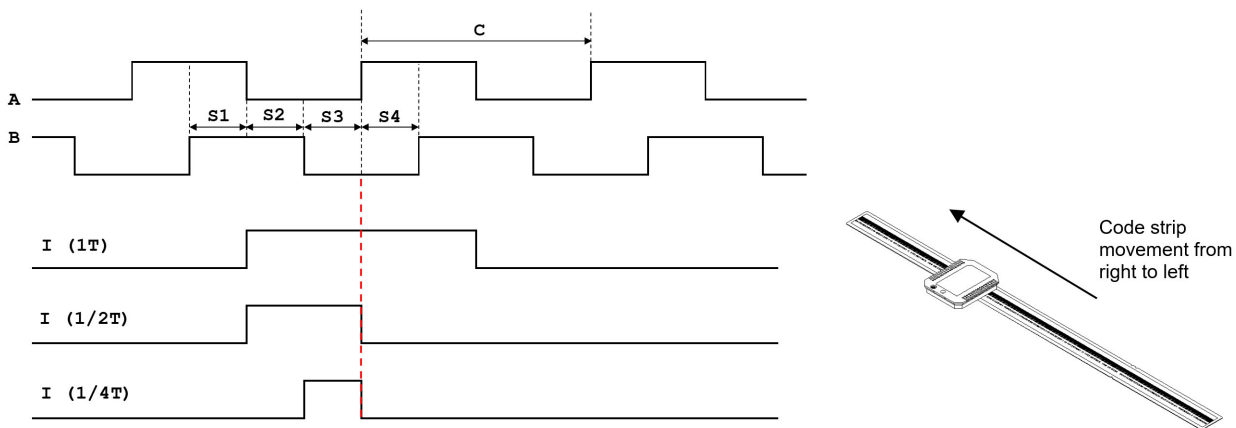 C
A
S1 S2 S3 S4
B
I (1T)
I (1/2T)
I (1/4T)
Code strip
movement from
right to left